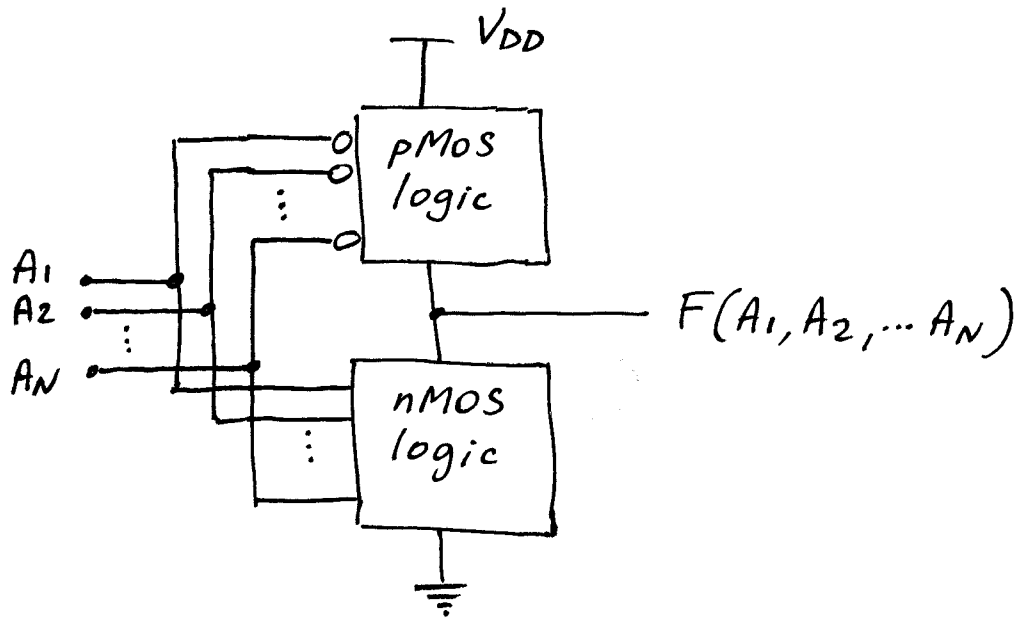 VDD
pMOS
logic
A1
A2
⋮
AN
F(A1, A2, ... AN)
nMOS
logic